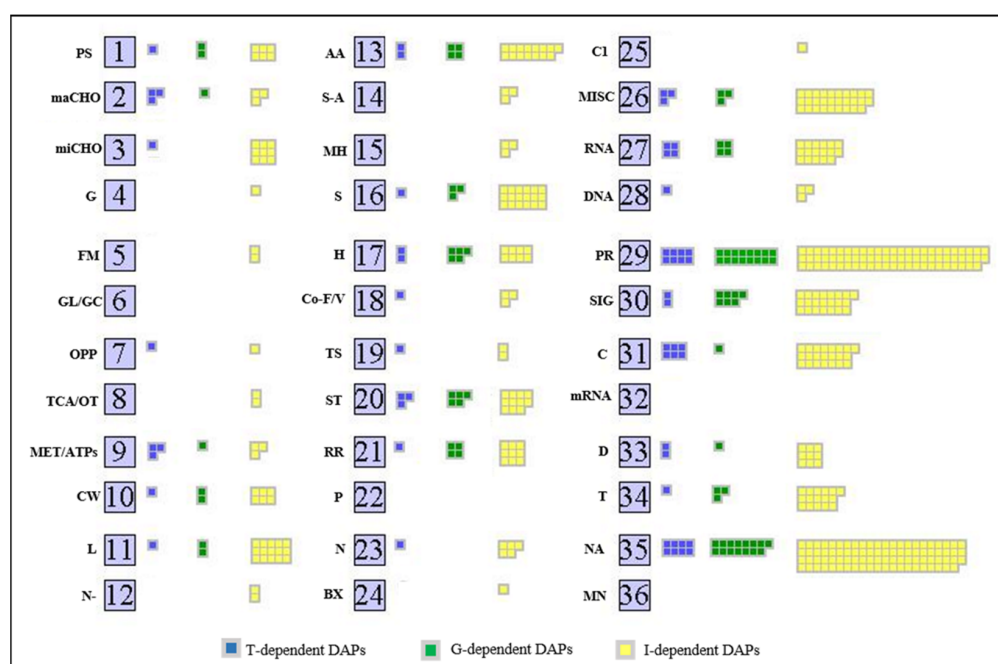 PS 1
maCHO 2
miCHO 3
G 4
FM 5
GL/GC 6
OPP 7
TCA/OT 8
MET/ATPs 9
CW 10
L 11
N- 12
AA 13
S-A 14
MH 15
S 16
H 17
Co-F/V 18
TS 19
ST 20
RR 21
P 22
N 23
BX 24
C1 25
MISC 26
RNA 27
DNA 28
PR 29
SIG 30
C 31
mRNA 32
D 33
T 34
NA 35
MN 36
T-dependent DAPs G-dependent DAPs I-dependent DAPs